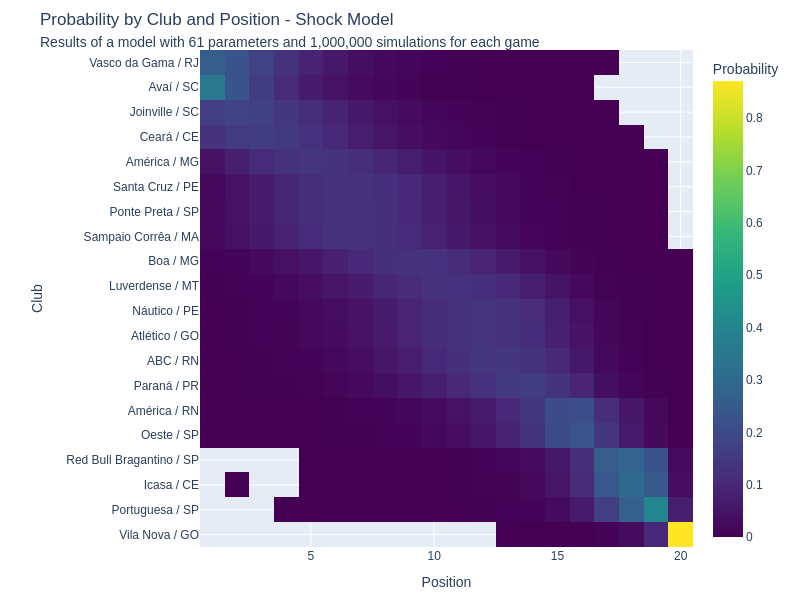 Probability by Club and Position - Shock Model
Results of a model with 61 parameters and 1,000,000 simulations for each game
Probability
Vasco da Gama / RJ
Avaí / SC
Joinville / SC
Ceará / CE
América / MG
Santa Cruz / PE
Ponte Preta / SP
Sampaio Corrêa / MA
Boa / MG
Luverdense / MT
Náutico / PE
Atlético / GO
ABC / RN
Paraná / PR
América / RN
Oeste / SP
Red Bull Bragantino / SP
Icasa / CE
Portuguesa / SP
Vila Nova / GO
Club
5
10
15
20
Position
0.8
0.7
0.6
0.5
0.4
0.3
0.2
0.1
0